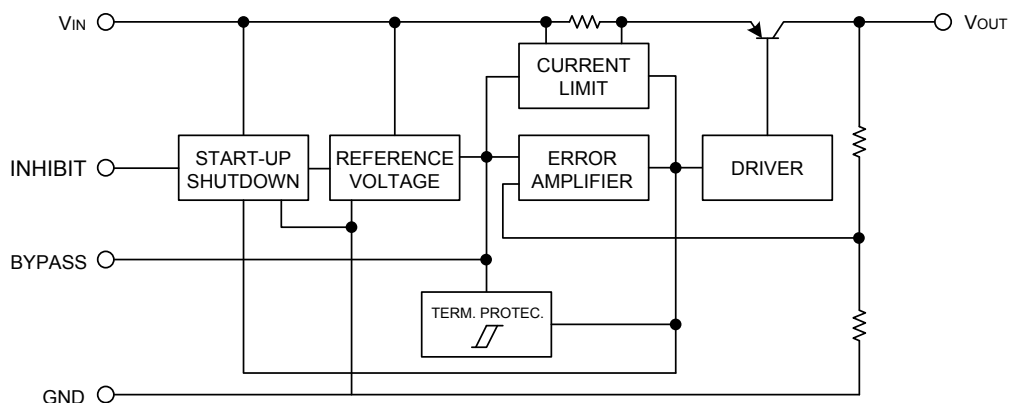 VIN
VOUT
CURRENT
LIMIT
INHIBIT
START-UP
SHUTDOWN
REFERENCE
VOLTAGE
ERROR
AMPLIFIER
DRIVER
BYPASS
TERM. PROTEC.
GND